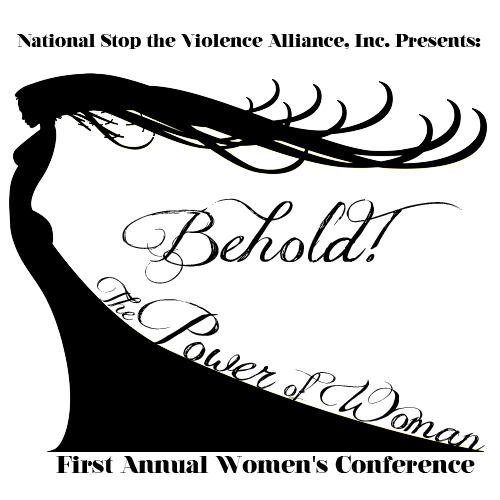 National Stop the Violence Alliance, Inc. Presents:
Behold!
The Power of Woman
First Annual Women's Conference